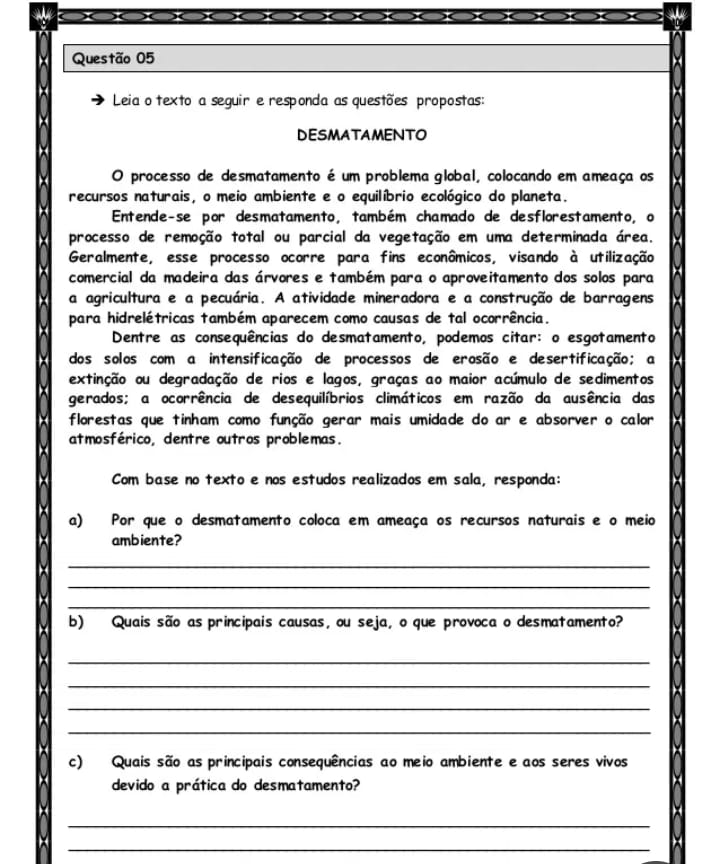 Questão 05
➔ Leia o texto a seguir e responda as questões propostas:
DESMATAMENTO
O processo de desmatamento é um problema global, colocando em ameaça os
recursos naturais, o meio ambiente e o equilíbrio ecológico do planeta.
Entende-se por desmatamento, também chamado de desflorestamento, o
processo de remoção total ou parcial da vegetação em uma determinada área.
Geralmente, esse processo ocorre para fins econômicos, visando à utilização
comercial da madeira das árvores e também para o aproveitamento dos solos para
a agricultura e a pecuária. A atividade mineradora e a construção de barragens
para hidrelétricas também aparecem como causas de tal ocorrência.
Dentre as consequências do desmatamento, podemos citar: o esgotamento
dos solos com a intensificação de processos de erosão e desertificação; a
extinção ou degradação de rios e lagos, graças ao maior acúmulo de sedimentos
gerados; a ocorrência de desequilíbrios climáticos em razão da ausência das
florestas que tinham como função gerar mais umidade do ar e absorver o calor
atmosférico, dentre outros problemas.
Com base no texto e nos estudos realizados em sala, responda:
a) Por que o desmatamento coloca em ameaça os recursos naturais e o meio
ambiente?
b) Quais são as principais causas, ou seja, o que provoca o desmatamento?
c) Quais são as principais consequências ao meio ambiente e aos seres vivos
devido a prática do desmatamento?